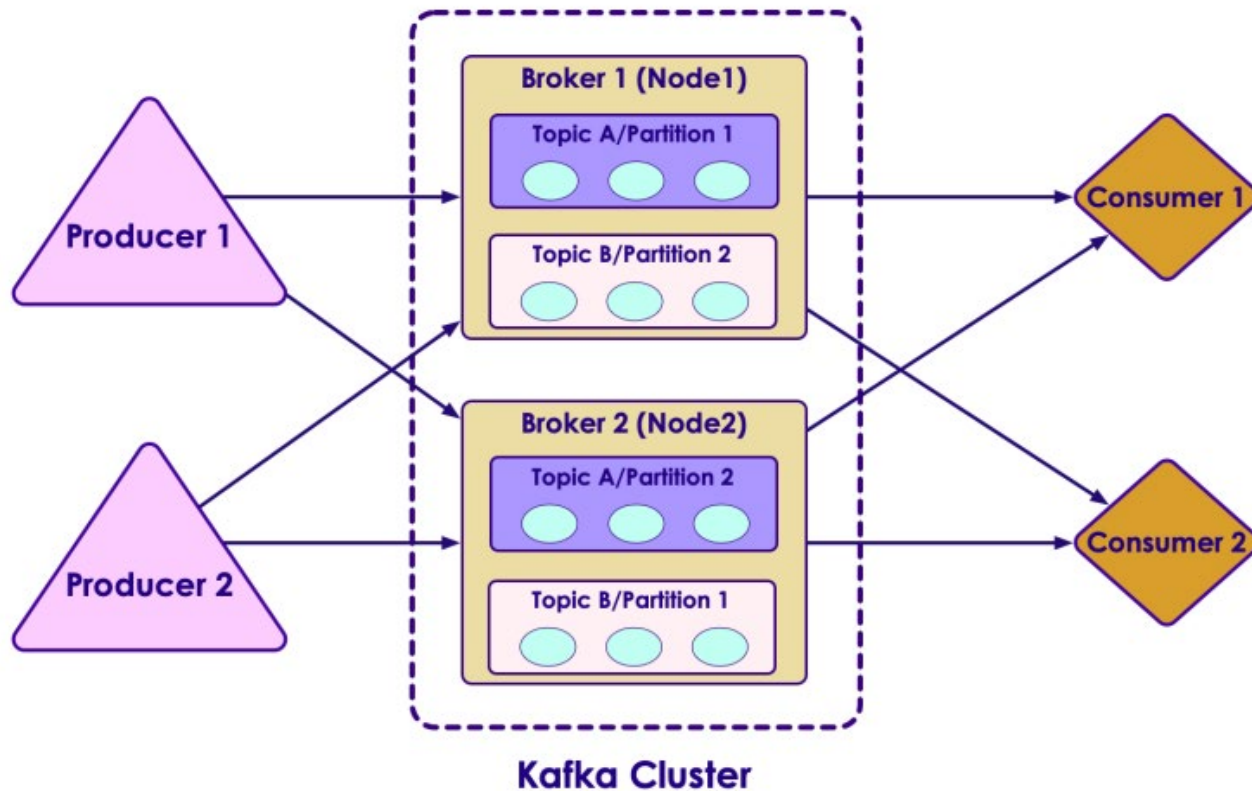 Broker 1 (Node1)
Topic A/Partition 1
Producer 1
Consumer 1
Topic B/Partition 2
Broker 2 (Node2)
Topic A/Partition 2
Producer 2
Consumer 2
Topic B/Partition 1
Kafka Cluster